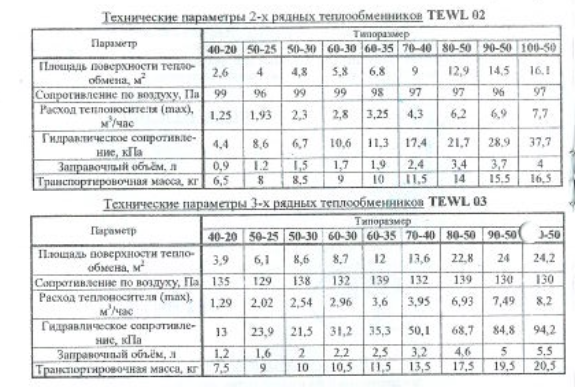 Технические параметры 2-х рядных теплообменников TEWL 02
Параметр Типоразмер
40-20 50-25 50-30 60-30 60-35 70-40 80-50 90-50 100-50
Площадь поверхности тепло-
обмена, м² 2,6 4 4,8 5,8 6,8 9 12,9 14,5 16,1
Сопротивление по воздуху, Па 99 96 99 99 98 97 97 96 97
Расход теплоносителя (max),
м³/час 1,25 1,93 2,3 2,8 3,25 4,3 6,2 6,9 7,7
Гидравлическое сопротивле-
ние, кПа 4,4 8,6 6,7 10,6 11,3 17,4 21,7 28,9 37,7
Заправочный объём, л 0,9 1.2 1,5 1,7 1,9 2,4 3,4 3,7 4
Транспортировочная масса, кг 6,5 8 8,5 9 10 11,5 14 15.5 16,5
Технические параметры 3-х рядных теплообменников TEWL 03
Параметр Типоразмер
40-20 50-25 50-30 60-30 60-35 70-40 80-50 90-50 0-50
Площадь поверхности тепло-
обмена, м² 3,9 6,1 8,6 8,7 12 13,6 22,8 24 24,2
Сопротивление по воздуху, Па 135 129 138 132 139 132 139 130 130
Расход теплоносителя (max),
м³/час 1,29 2,02 2,54 2,96 3,6 3,95 6,93 7,49 8,2
Гидравлическое сопротивле-
ние, кПа 13 23,9 21,5 31,2 35,3 50,1 68,7 84,8 94,2
Заправочный объём, л 1,2 1,6 2 2,2 2,5 3,2 4,6 5 5,5
Транспортировочная масса, кг 7,5 9 10 10,5 11,5 13,5 17,5 19,5 20,5